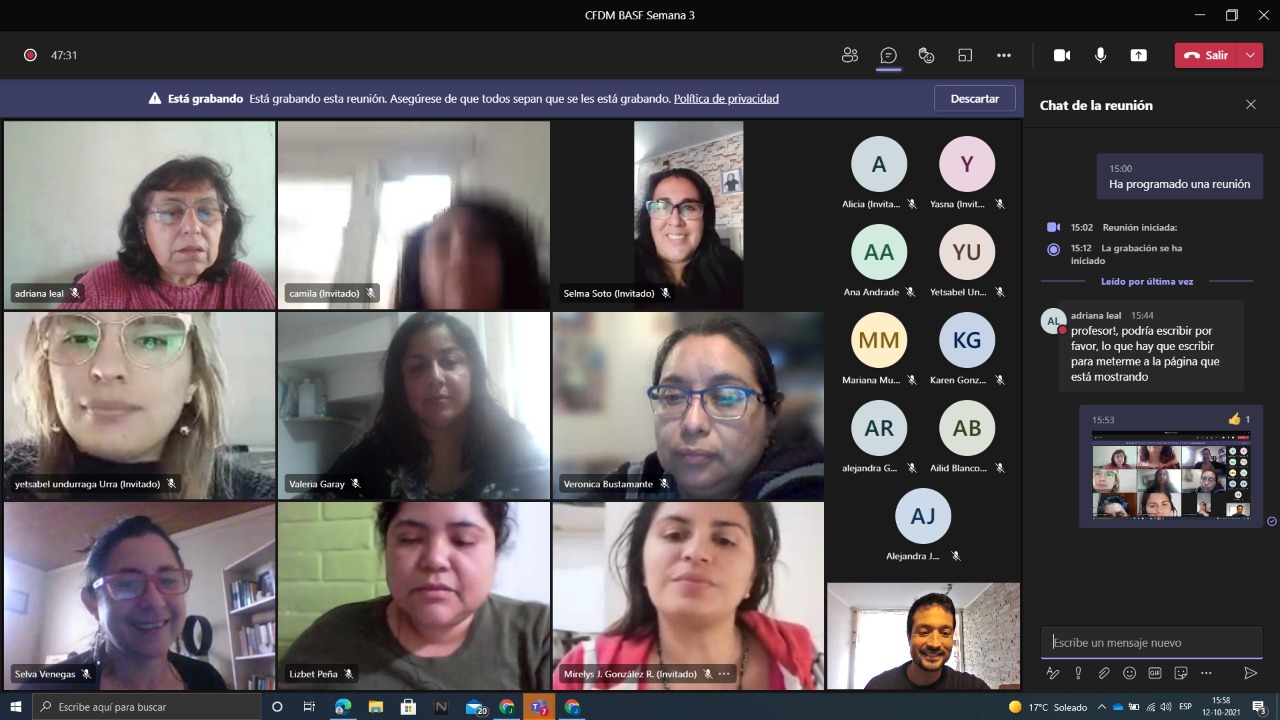 CFDM BASF Semana 3
47:31
Salir
Está grabando Está grabando esta reunión. Asegúrese de que todos sepan que se les está grabando. Política de privacidad
Descartar
adriana leal
camila (Invitado)
Selma Soto (Invitado)
yetsabel undurraga Urra (Invitado)
Valeria Garay
Veronica Bustamante
Selva Venegas
Lizbet Peña
Mirelys J. González R. (Invitado)
A
Y
Alicia (Invita...
Yasna (Invit...
AA
YU
Ana Andrade
Yetsabel Un...
MM
KG
Mariana Mu...
Karen Gonz...
AR
AB
alejandra G...
Ailid Blanco...
AJ
Alejandra J...
Chat de la reunión
15:00
Ha programado una reunión
15:02 Reunión iniciada:
15:12 La grabación se ha
iniciado
Leído por última vez
AL
adriana leal 15:44
profesor!, podría escribir por
favor, lo que hay que escribir
para meterme a la página que
está mostrando
15:53
1
Escribe un mensaje nuevo
GIF
Escribe aquí para buscar
N
20
7
17°C Soleado
ESP
15:58
12-10-2021
3